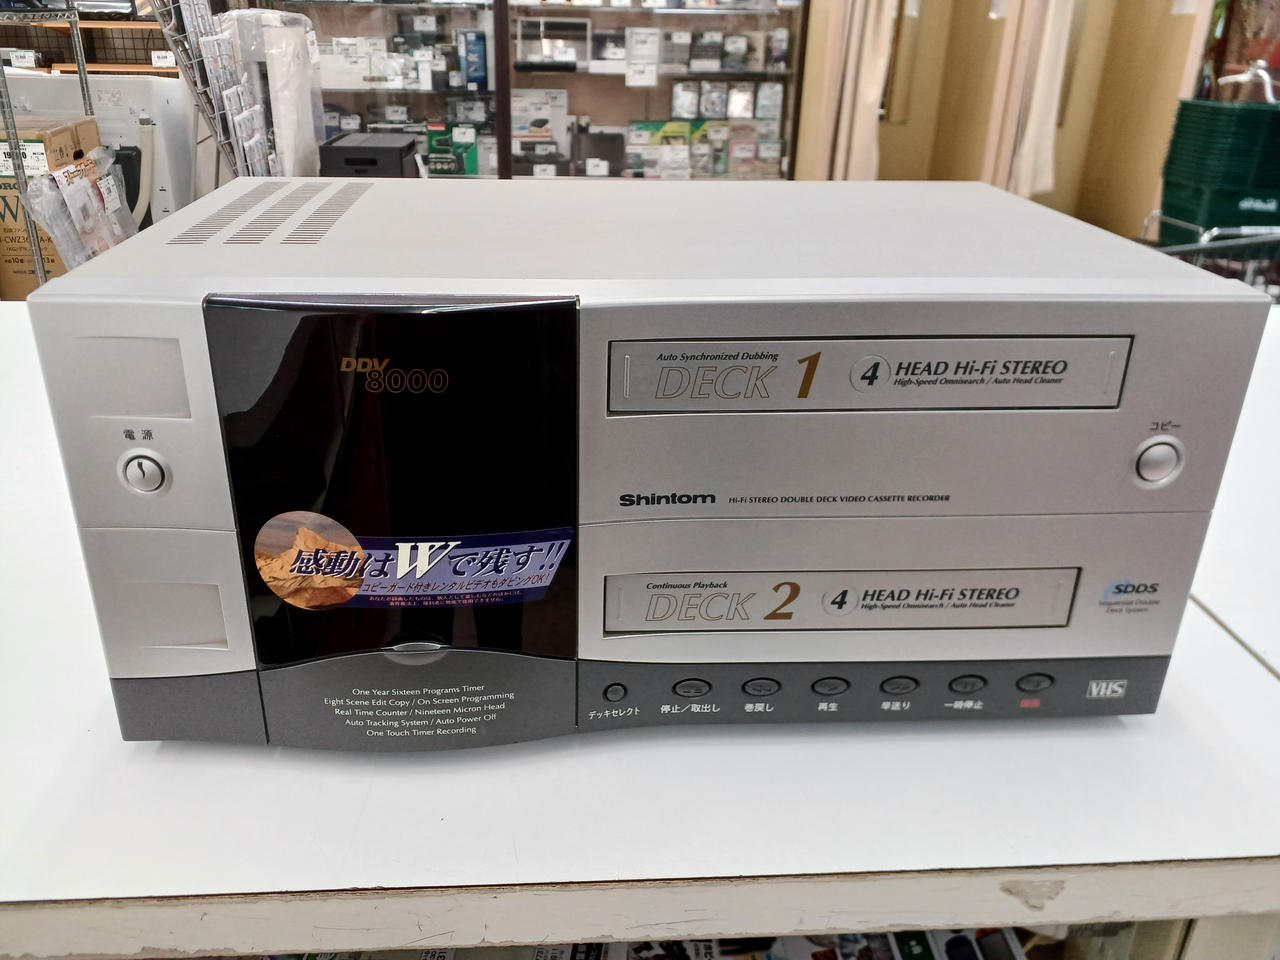 電源
DDV
8000
感動はWで残す!!
コピーガード付きレンタルビデオもダビングOK!
One Year Sixteen Programs Timer
Eight Scene Edit Copy / On Screen Programming
Real Time Counter / Nineteen Micron Head
Auto Tracking System / Auto Power Off
One Touch Timer Recording
Auto Synchronized Dubbing
DECK 1
4 HEAD Hi-Fi STEREO
High-Speed Omnisearch / Auto Head Cleaner
コピー
Shintom Hi-Fi STEREO DOUBLE DECK VIDEO CASSETTE RECORDER
Continuous Playback
DECK 2
4 HEAD Hi-Fi STEREO
High-Speed Omnisearch / Auto Head Cleaner
SDDS
Sequential Double
Deck System
デッキセレクト
停止/取出し
巻戻し
再生
早送り
一時停止
録画
VHS